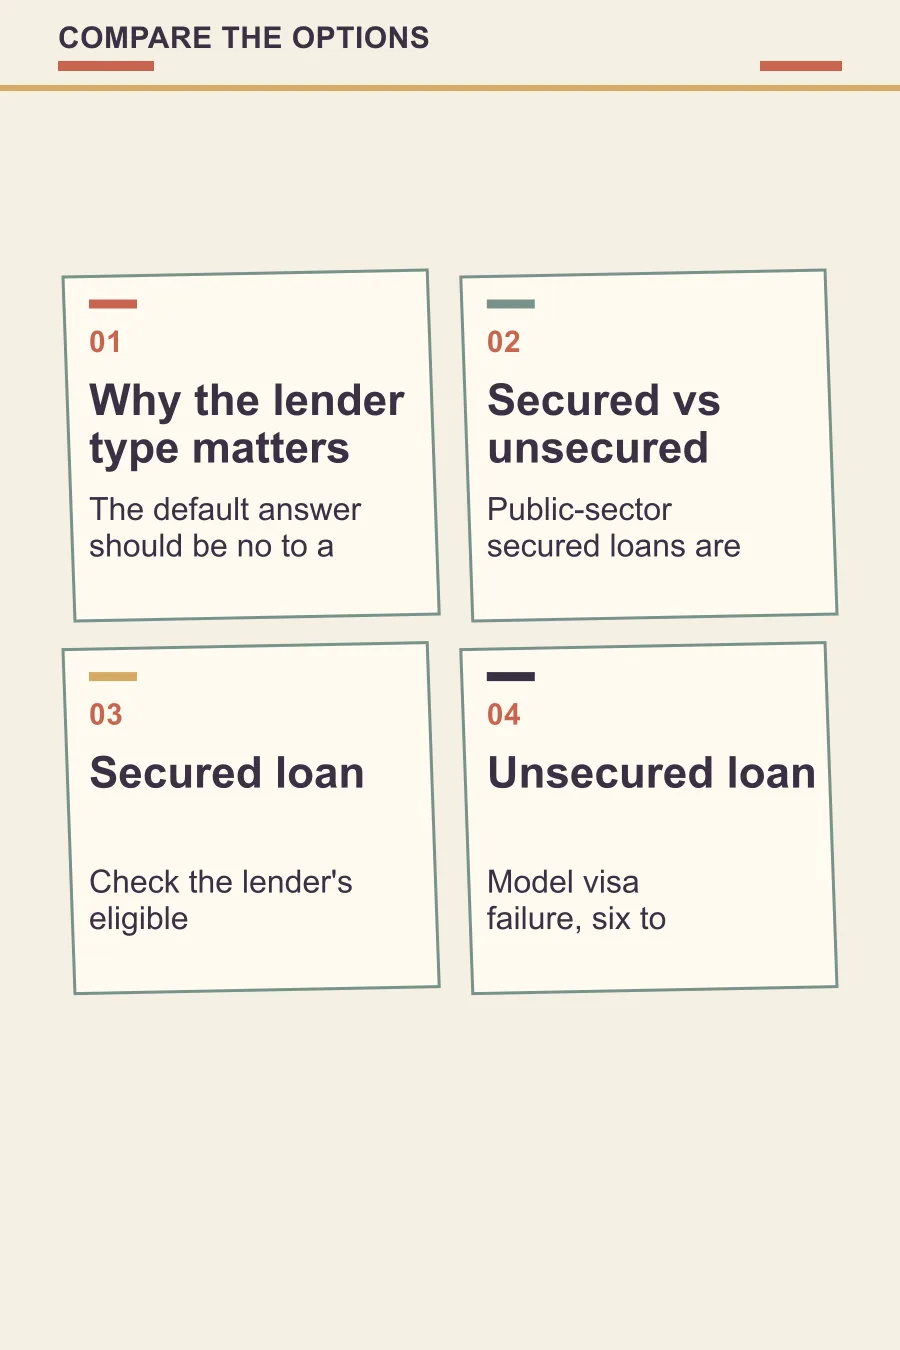 COMPARE THE OPTIONS
01
Why the lender
type matters
The default answer
should be no to a
02
Secured vs
unsecured
Public-sector
secured loans are
03
Secured loan
Check the lender's
eligible
04
Unsecured loan
Model visa
failure, six to